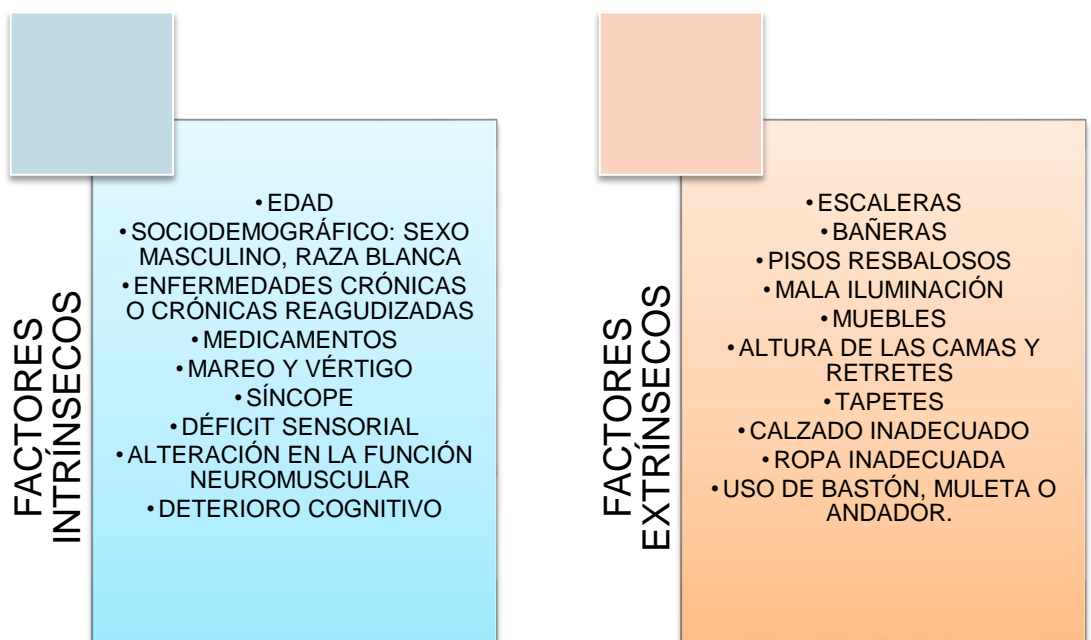 FACTORES
INTRÍNSECOS
•EDAD
•SOCIODEMOGRÁFICO: SEXO
MASCULINO, RAZA BLANCA
•ENFERMEDADES CRÓNICAS
O CRÓNICAS REAGUDIZADAS
•MEDICAMENTOS
•MAREO Y VÉRTIGO
•SÍNCOPE
•DÉFICIT SENSORIAL
•ALTERACIÓN EN LA FUNCIÓN
NEUROMUSCULAR
•DETERIORO COGNITIVO
FACTORES
EXTRÍNSECOS
•ESCALERAS
•BAÑERAS
•PISOS RESBALOSOS
•MALA ILUMINACIÓN
•MUEBLES
•ALTURA DE LAS CAMAS Y
RETRETES
•TAPETES
•CALZADO INADECUADO
•ROPA INADECUADA
•USO DE BASTÓN, MULETA O
ANDADOR.